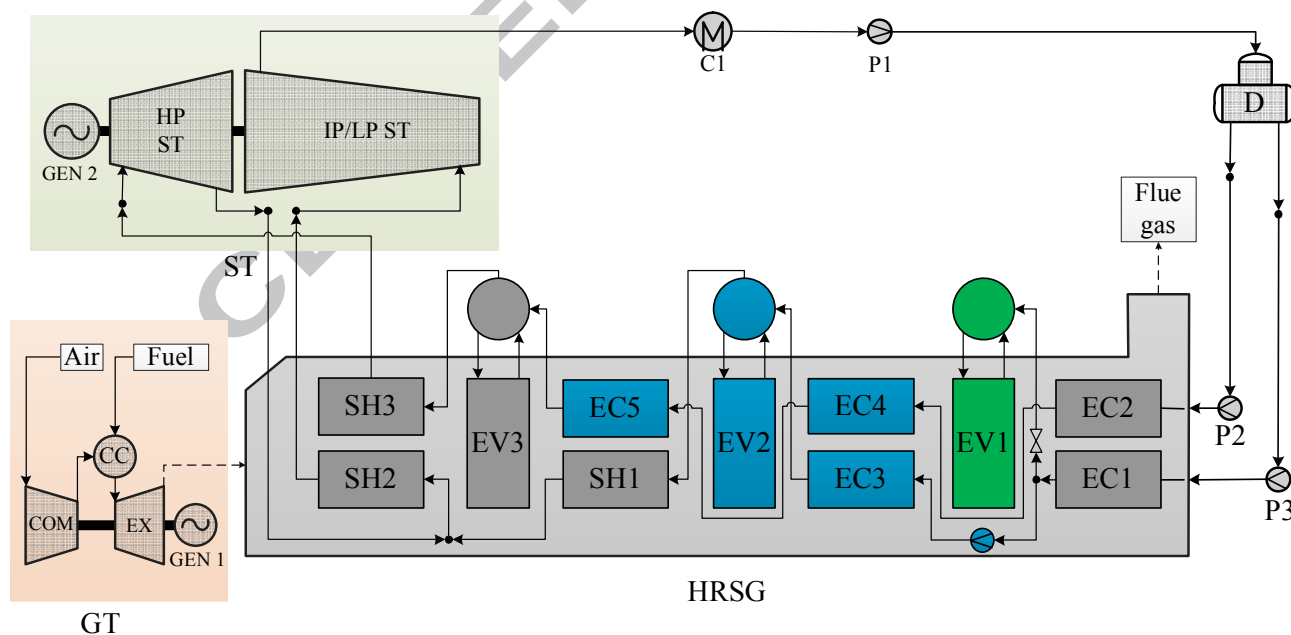 C1
P1
D
HP
ST
IP/LP ST
GEN 2
ST
Flue
gas
Air
Fuel
CC
COM
EX
GEN 1
GT
SH3
SH2
EV3
EC5
SH1
EV2
EC4
EC3
EV1
EC2
EC1
P2
P3
HRSG